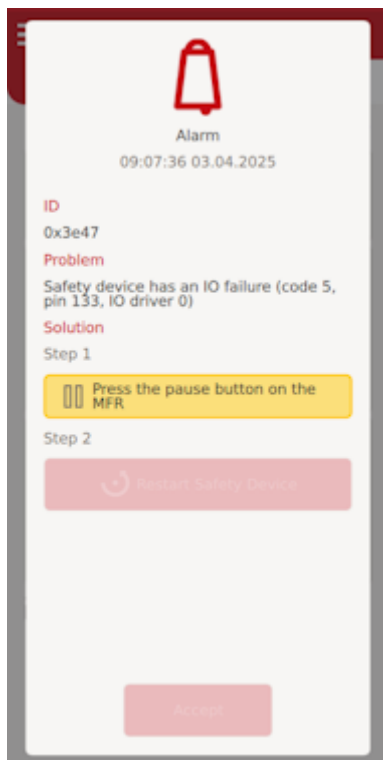 Alarm
09:07:36 03.04.2025
ID
0x3e47
Problem
Safety device has an IO failure (code 5,
pin 133, IO driver 0)
Solution
Step 1
Press the pause button on the
MFR
Step 2
Restart Safety Device
Accept